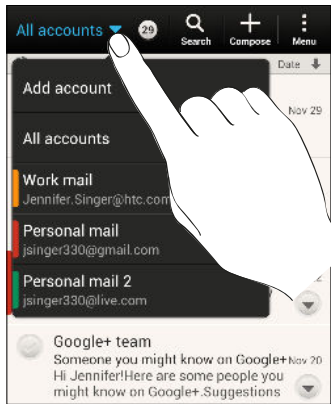 All accounts
29
Search
Compose
Menu
Date
Add account
Nov 29
All accounts
Work mail
Jennifer.Singer@htc.com
Personal mail
jsinger330@gmail.com
Personal mail 2
jsinger330@live.com
Google+ team
Someone you might know on Google+ Nov 20
Hi Jennifer!Here are some people you
might know on Google+.Suggestions